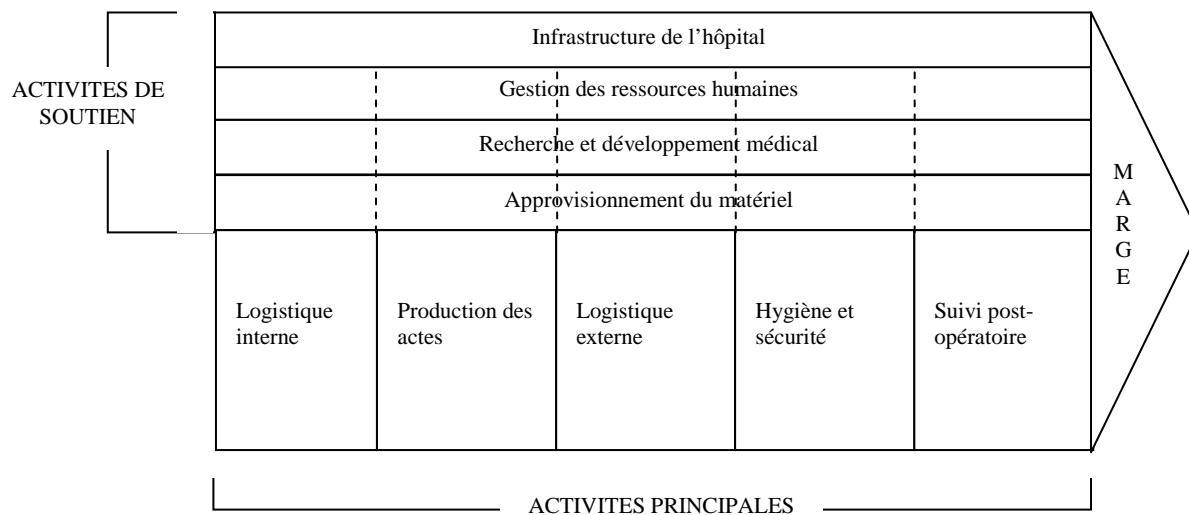 Infrastructure de l’hôpital
ACTIVITES DE
SOUTIEN
Gestion des ressources humaines
Recherche et développement médical
Approvisionnement du matériel
M
A
R
G
E
Logistique
interne
Production des
actes
Logistique
externe
Hygiène et
sécurité
Suivi post-
opératoire
ACTIVITES PRINCIPALES